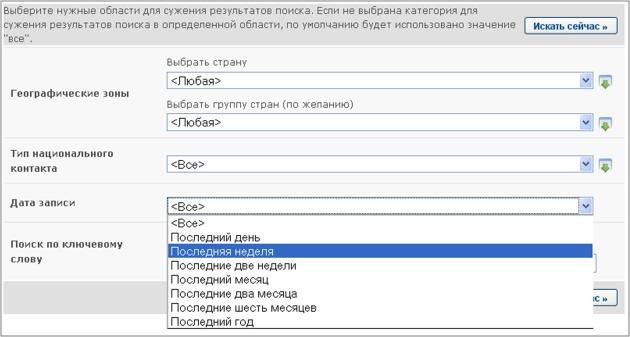 Выберите нужные области для сужения результатов поиска. Если не выбрана категория для
сужения результатов поиска в определенной области, по умолчанию будет использовано значение
"все".
Искать сейчас »
Выбрать страну
Географические зоны
<Любая>
Выбрать группу стран (по желанию)
<Любая>
Тип национального
контакта
<Все>
Дата записи
<Все>
<Все>
Последний день
Поиск по ключевому
слову
Последняя неделя
Последние две недели
Последний месяц
Последние два месяца
Последние шесть месяцев
Последний год
с »